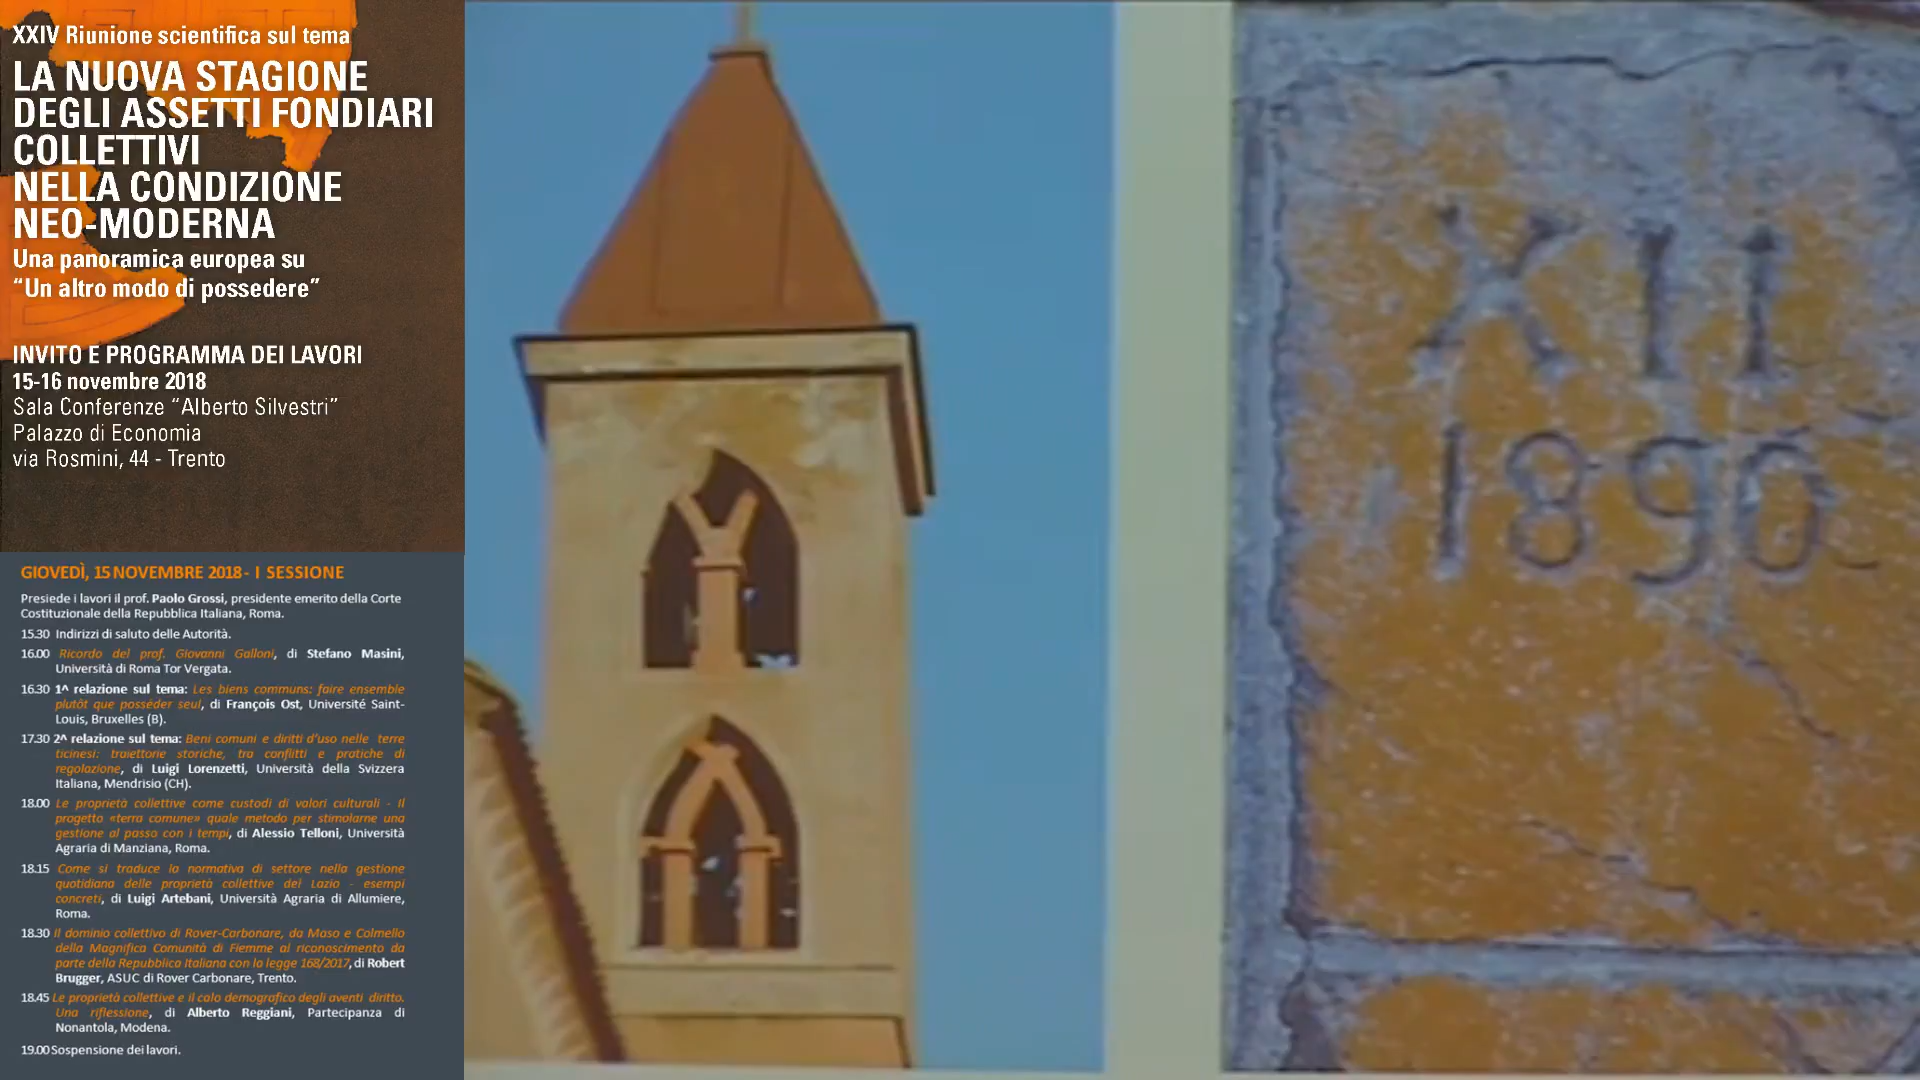 XXIV Riunione scientifica sul tema
LA NUOVA STAGIONE
DEGLI ASSETTI FONDIARI
COLLETTIVI
NELLA CONDIZIONE
NEO-MODERNA
Una panoramica europea su
“Un altro modo di possedere”
INVITO E PROGRAMMA DEI LAVORI
15-16 novembre 2018
Sala Conferenze “Alberto Silvestri”
Palazzo di Economia
via Rosmini, 44 - Trento
GIOVEDÌ, 15 NOVEMBRE 2018 - I SESSIONE
Presiede i lavori il prof. Paolo Grossi, presidente emerito della Corte
Costituzionale della Repubblica Italiana, Roma.
15.30 Indirizzi di saluto delle Autorità.
16.00 Ricordo del prof. Giovanni Galloni, di Stefano Masini,
Università di Roma Tor Vergata.
16.30 1^ relazione sul tema: Les biens communs: faire ensemble
plutôt que posséder seul, di François Ost, Université Saint-
Louis, Bruxelles (B).
17.30 2^ relazione sul tema: Beni comuni e diritti d'uso nelle terre
ticinesi: traiettorie storiche, tra conflitti e pratiche di
regolazione, di Luigi Lorenzetti, Università della Svizzera
Italiana, Mendrisio (CH).
18.00 Le proprietà collettive come custodi di valori culturali - Il
progetto «terra comune» quale metodo per stimolarne una
gestione al passo con i tempi, di Alessio Telloni, Università
Agraria di Manziana, Roma.
18.15 Come si traduce la normativa di settore nella gestione
quotidiana delle proprietà collettive del Lazio - esempi
concreti, di Luigi Artebani, Università Agraria di Allumiere,
Roma.
18.30 Il dominio collettivo di Rover-Carbonare, da Maso e Colmello
della Magnifica Comunità di Fiemme al riconoscimento da
parte della Repubblica Italiana con la legge 168/2017, di Robert
Brugger, ASUC di Rover Carbonare, Trento.
18.45 Le proprietà collettive e il calo demografico degli aventi diritto.
Una riflessione, di Alberto Reggiani, Partecipanza di
Nonantola, Modena.
19.00 Sospensione dei lavori.
XII
1890